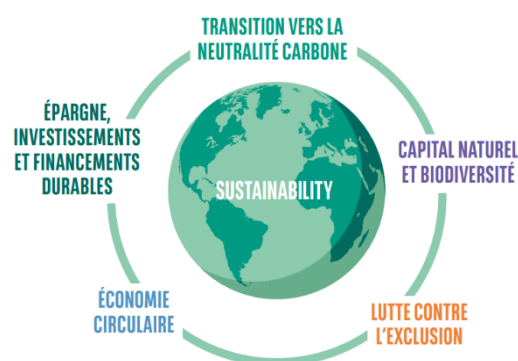 TRANSITION VERS LA
NEUTRALITÉ CARBONE
ÉPARGNE,
INVESTISSEMENTS
ET FINANCEMENTS
DURABLES
CAPITAL NATUREL
ET BIODIVERSITÉ
SUSTAINABILITY
ÉCONOMIE
CIRCULAIRE
LUTTE CONTRE
L'EXCLUSION